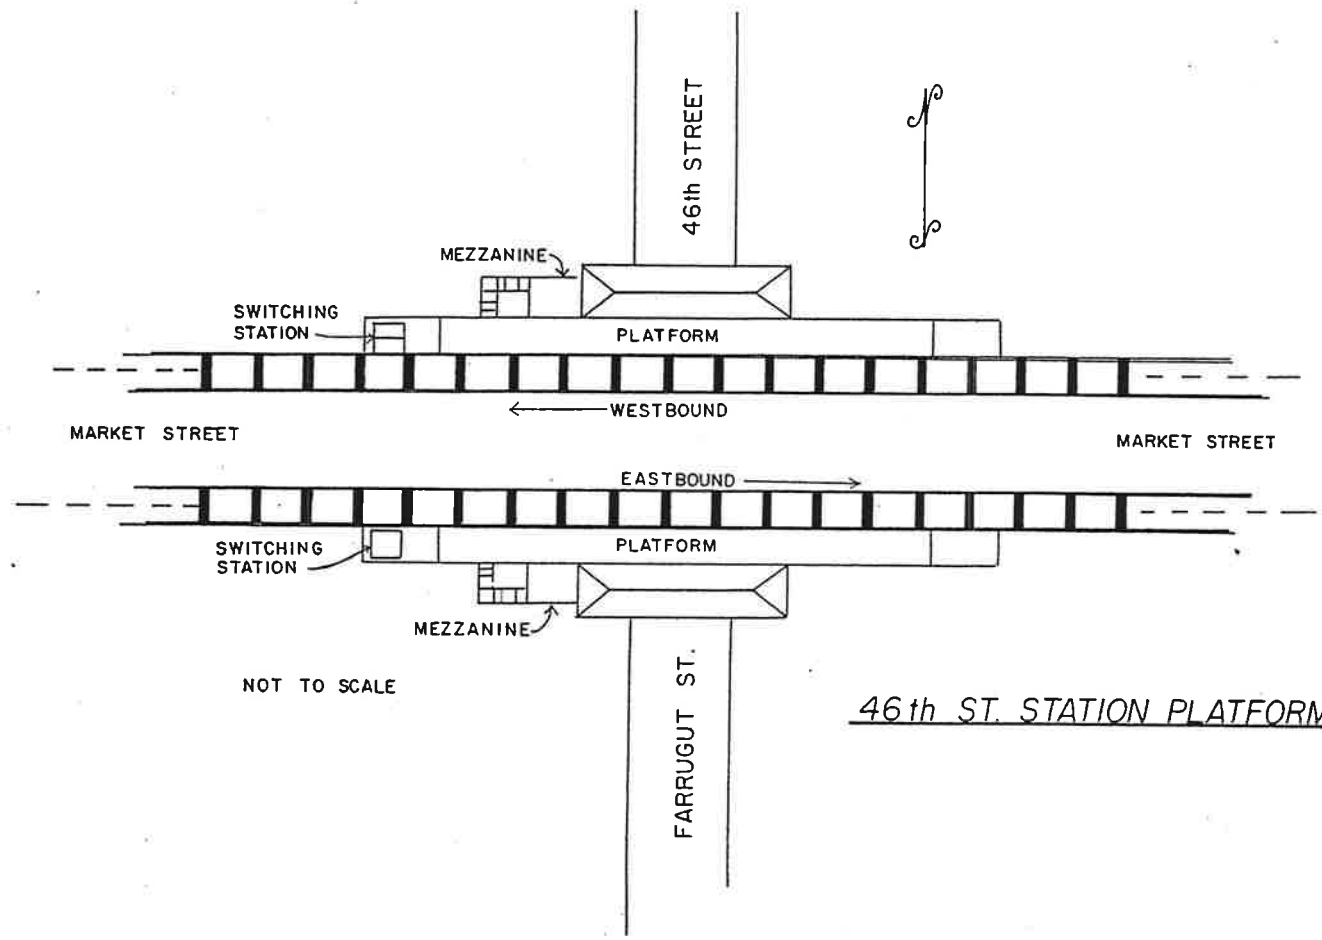 46th STREET
MEZZANINE
SWITCHING
STATION
PLATFORM
WESTBOUND
MARKET STREET
MARKET STREET
EASTBOUND
PLATFORM
SWITCHING
STATION
MEZZANINE
NOT TO SCALE
FARRUGUT ST.
46th ST. STATION PLATFORM